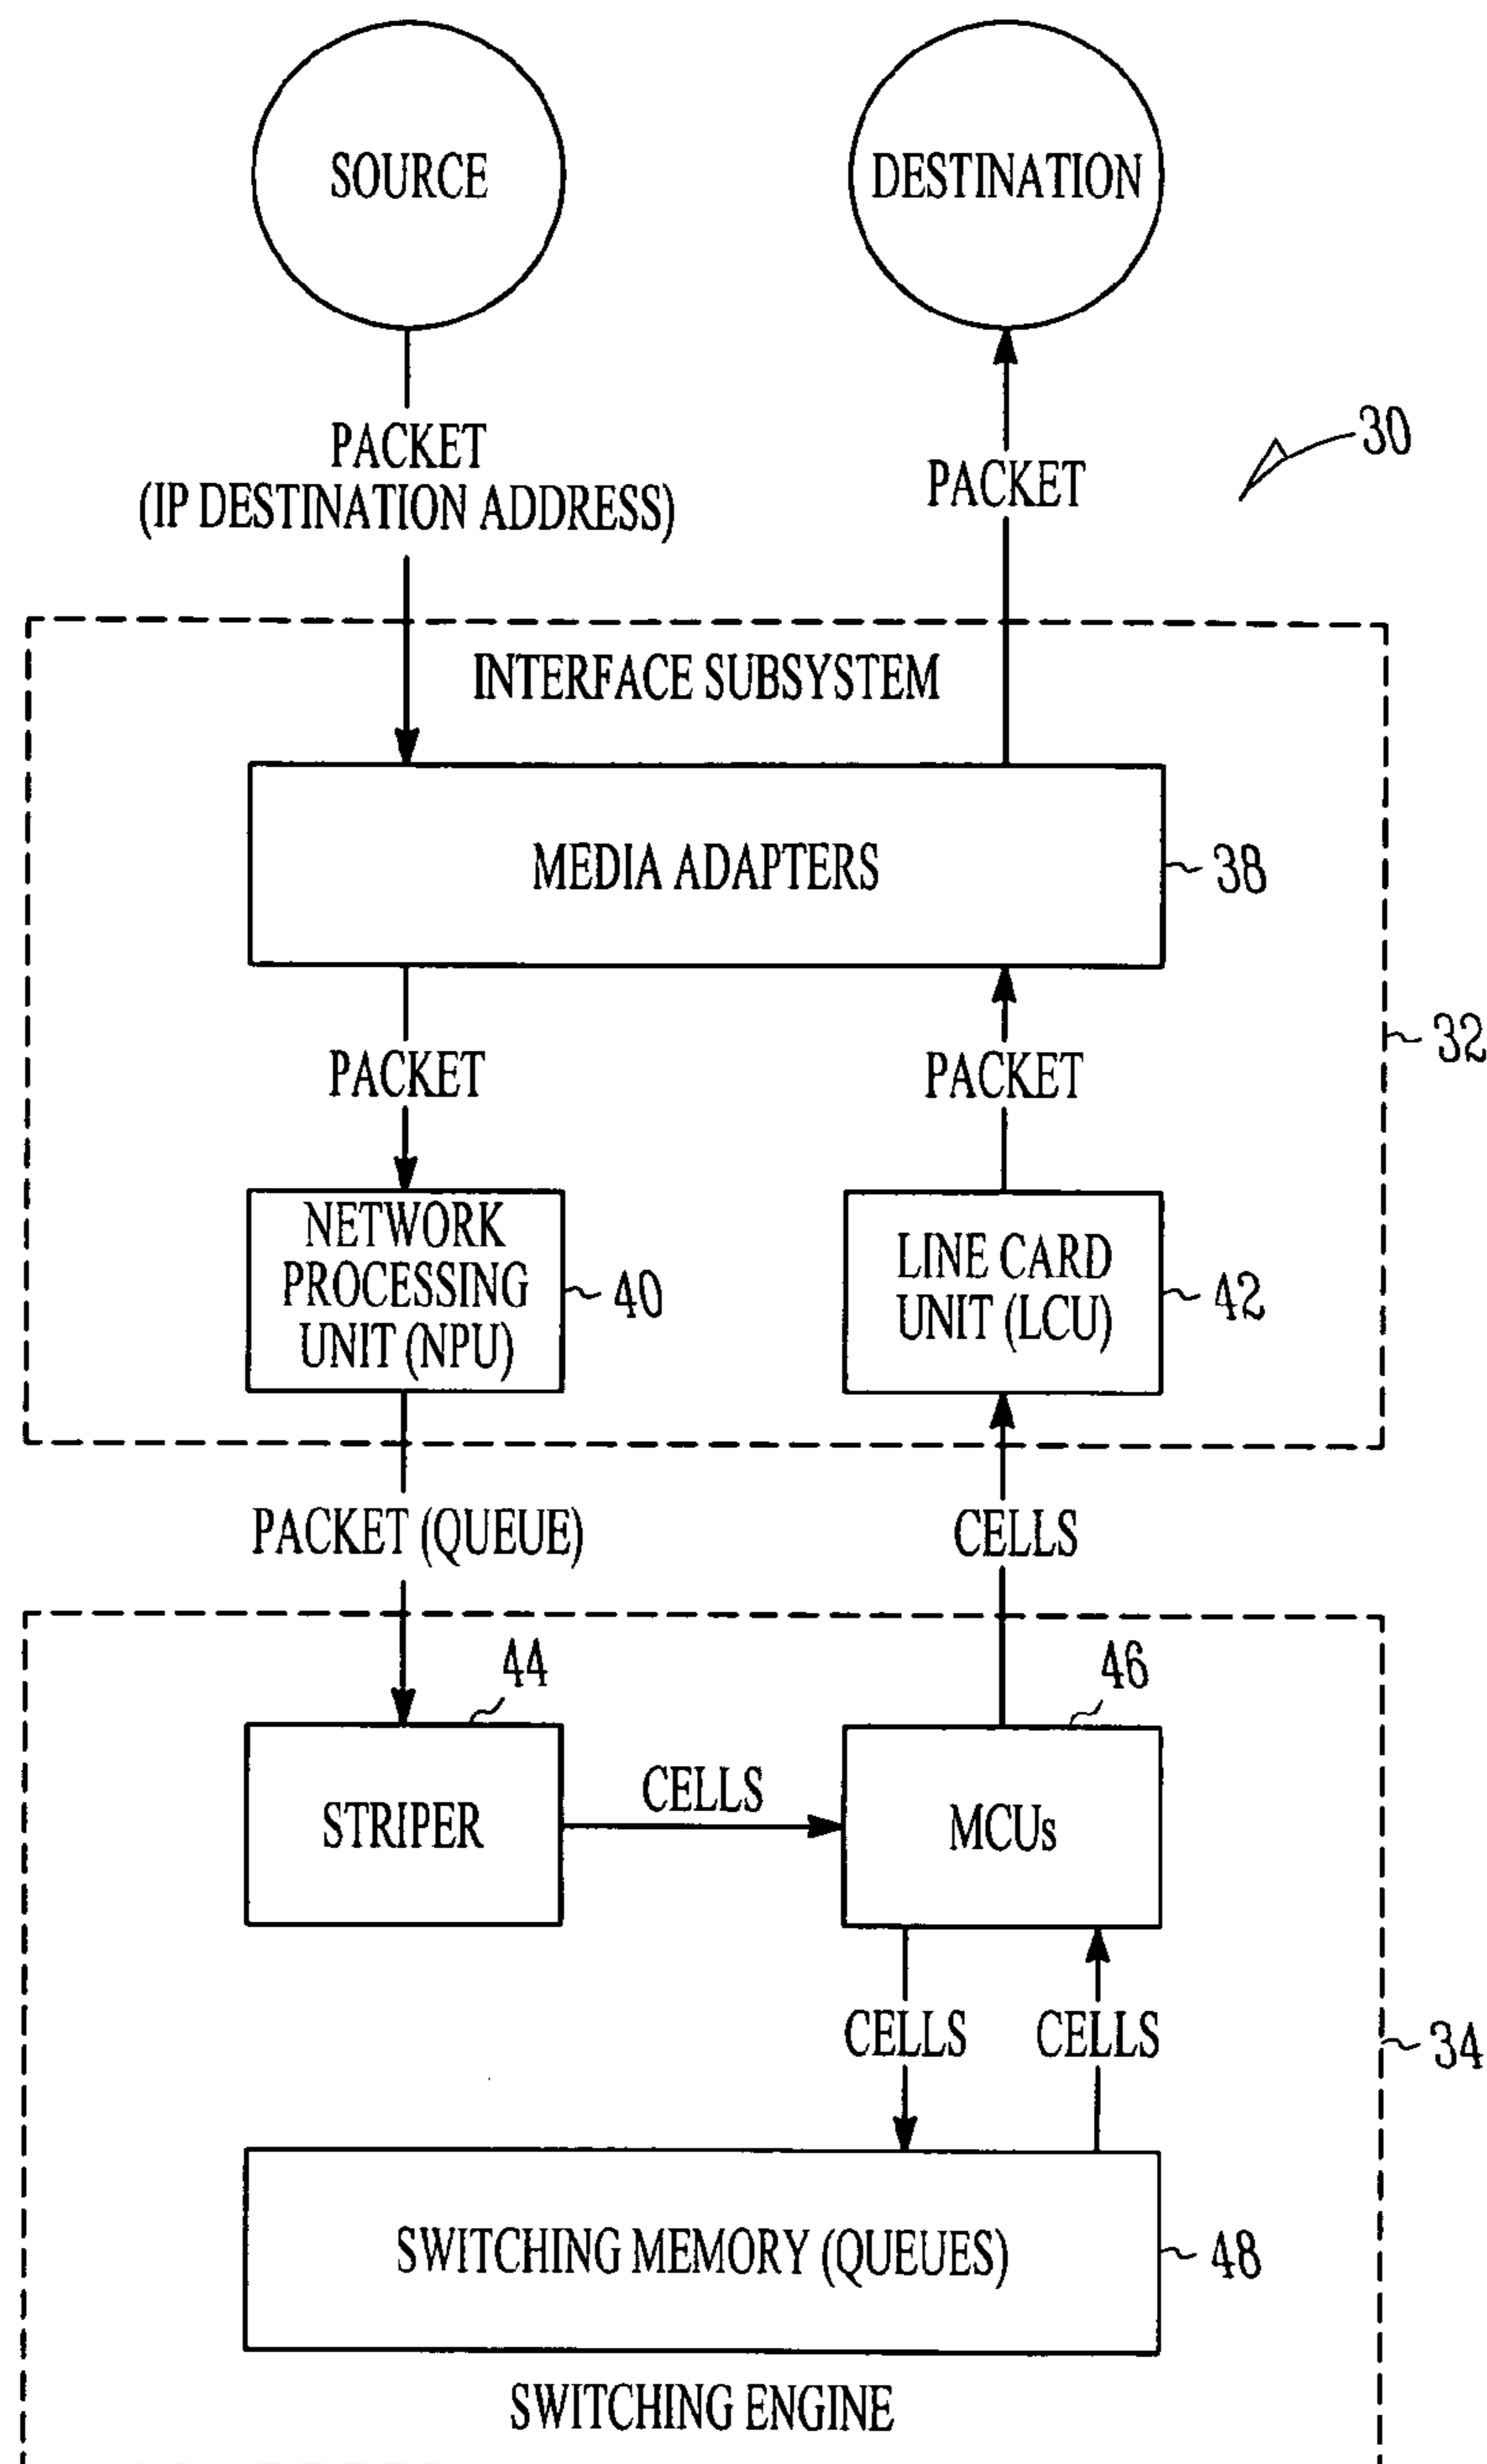 SOURCE
DESTINATION
PACKET
(IP DESTINATION ADDRESS)
PACKET
30
INTERFACE SUBSYSTEM
MEDIA ADAPTERS
38
32
PACKET
PACKET
NETWORK
PROCESSING
UNIT (NPU)
40
LINE CARD
UNIT (LCU)
42
PACKET (QUEUE)
CELLS
44
46
STRIPER
CELLS
MCUs
CELLS
CELLS
34
SWITCHING MEMORY (QUEUES)
48
SWITCHING ENGINE